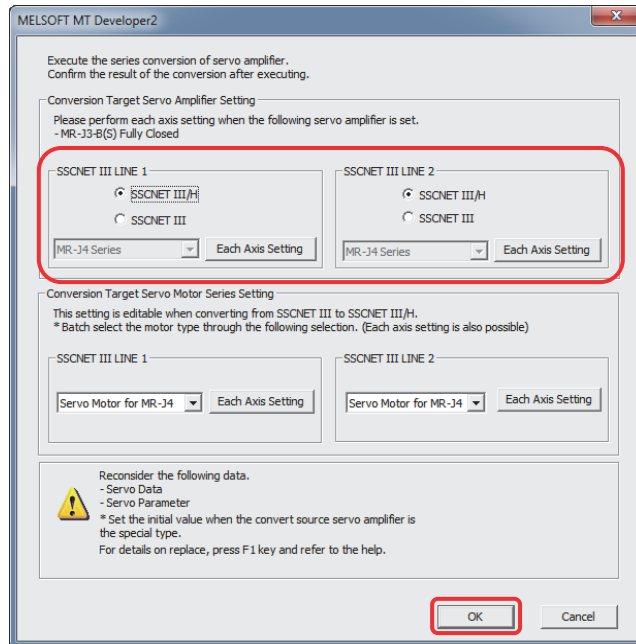 MELSOFT MT Developer2
Execute the series conversion of servo amplifier.
Confirm the result of the conversion after executing.
Conversion Target Servo Amplifier Setting
Please perform each axis setting when the following servo amplifier is set.
- MR-J3-B(S) Fully Closed
SSCNET III LINE 1
SSCNET III/H
SSCNET III
MR-J4 Series
Each Axis Setting
SSCNET III LINE 2
SSCNET III/H
SSCNET III
MR-J4 Series
Each Axis Setting
Conversion Target Servo Motor Series Setting
This setting is editable when converting from SSCNET III to SSCNET III/H.
* Batch select the motor type through the following selection. (Each axis setting is also possible)
SSCNET III LINE 1
Servo Motor for MR-J4
Each Axis Setting
SSCNET III LINE 2
Servo Motor for MR-J4
Each Axis Setting
Reconsider the following data.
- Servo Data
- Servo Parameter
* Set the initial value when the convert source servo amplifier is
the special type.
For details on replace, press F1 key and refer to the help.
OK
Cancel